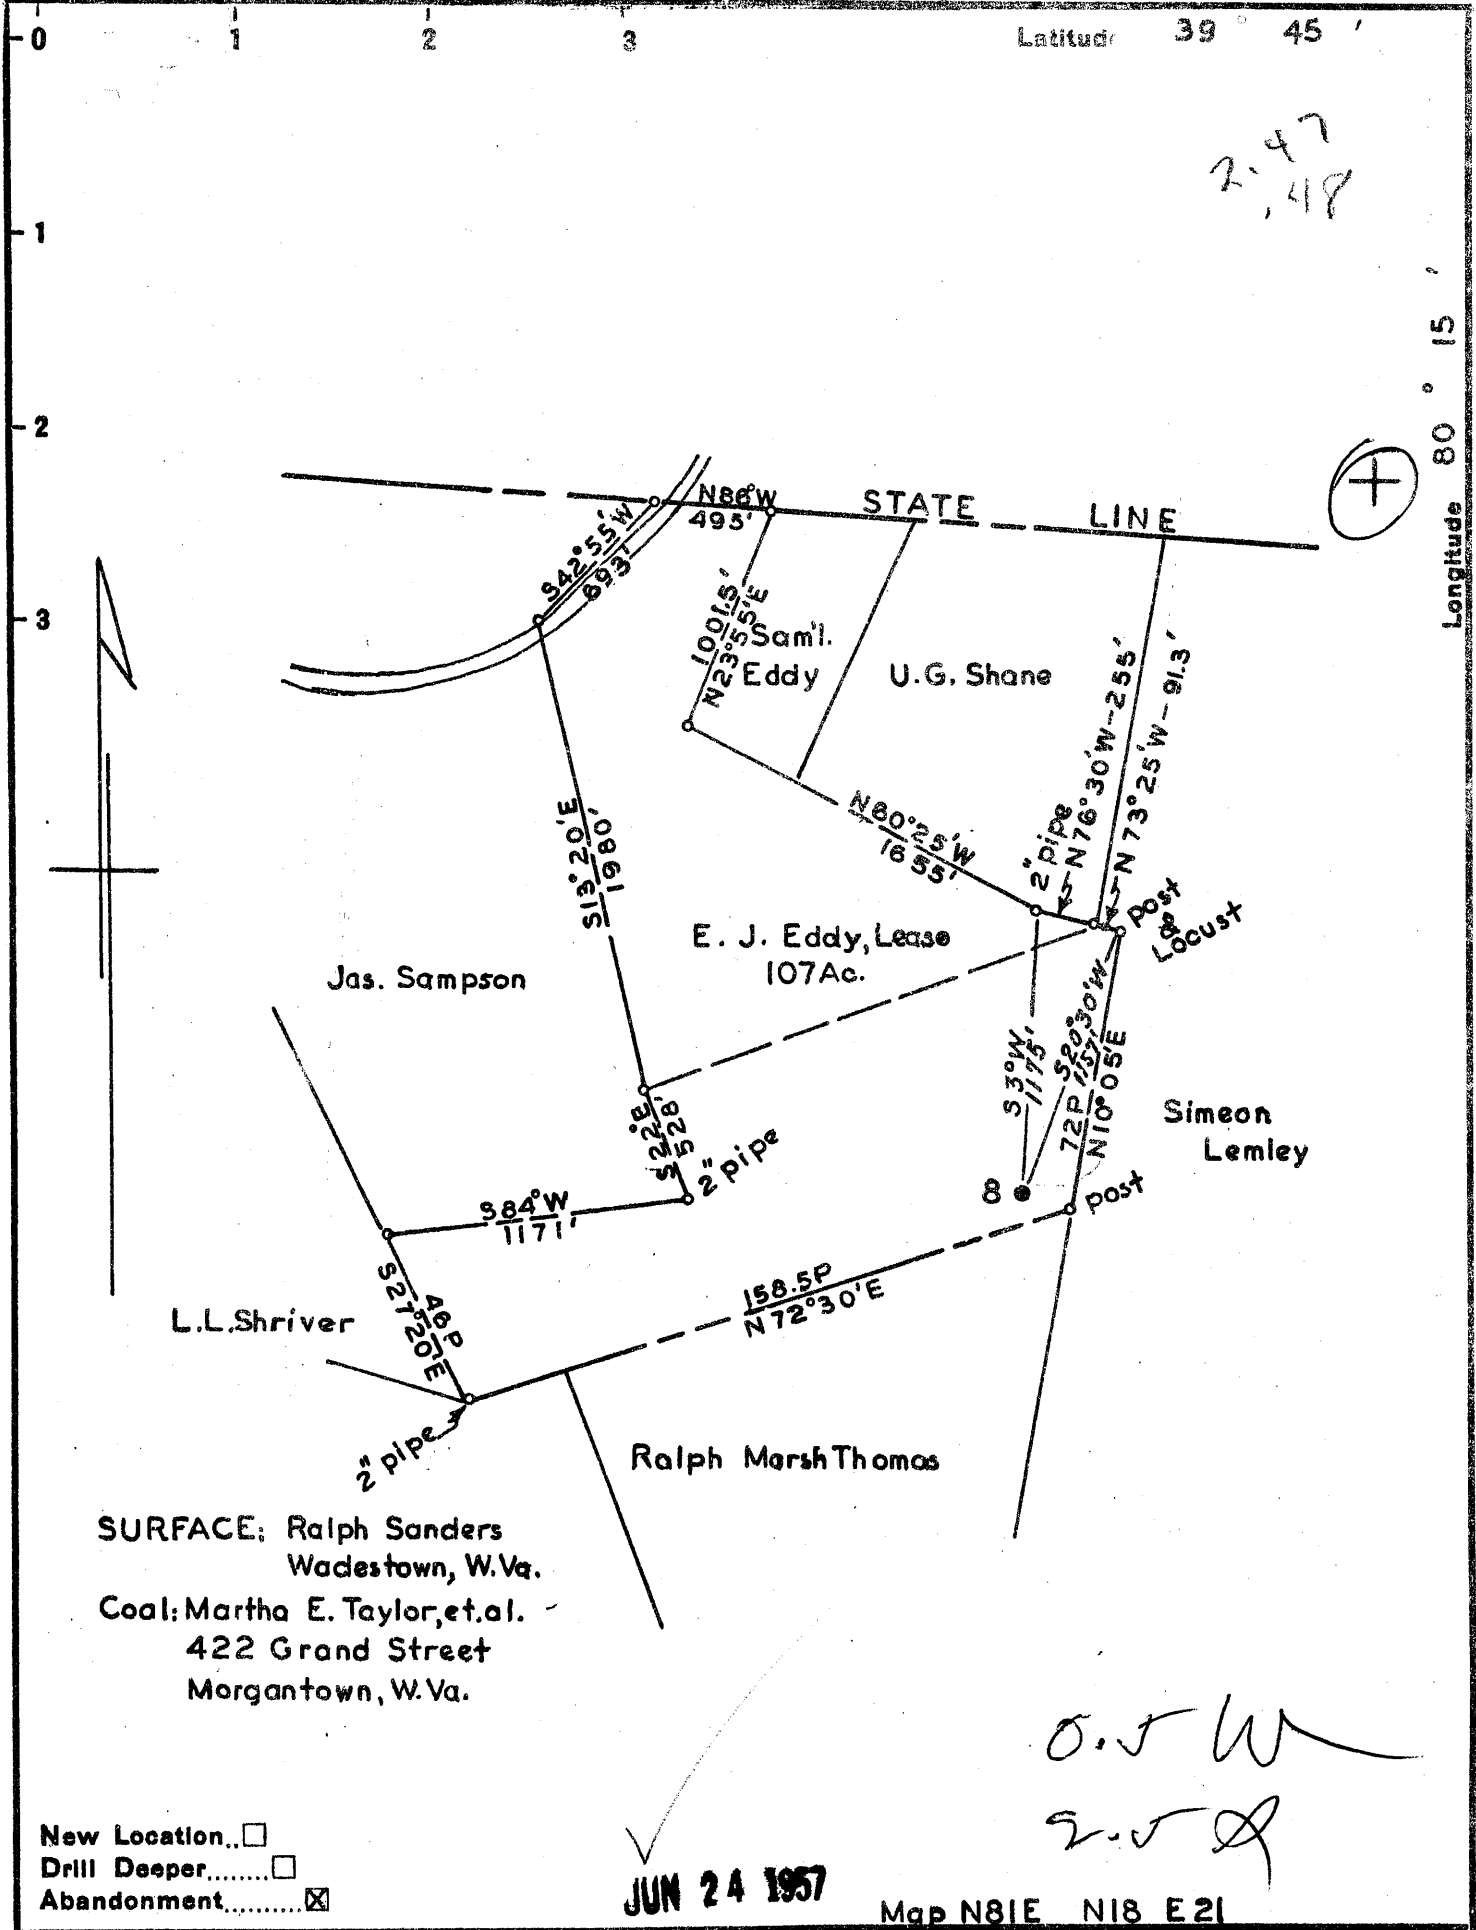 0 1 2 3
Latitude 39° 45'
2.47
.48
1
80° 15'
Longitude
2
N86°W
495'
STATE LINE
S42°55'W
893'
3
1001.5'
N23°55'E
Sam'l.
Eddy
U.G. Shane
2" pipe
N76°30'W-255'
N73°25'W-91.3'
S13°20'E
1980'
N60°25'W
1655'
post
&
Locust
E. J. Eddy, Lease
107Ac.
Jas. Sampson
S3°W
1175'
S20°30'W
1157'
72P
N10°05'E
Simeon
Lemley
S22°E
528'
2" pipe
8
post
S84°W
1171'
S27°20'E
46P
158.5P
N72°30'E
L.L.Shriver
2" pipe
Ralph Marsh Thomas
SURFACE: Ralph Sanders
Wadestown, W.Va.
Coal: Martha E. Taylor, et.al.
422 Grand Street
Morgantown, W.Va.
0.5 W
2.5
New Location..☐
Drill Deeper........☐
Abandonment..........☒
JUN 24 1957
Map N81E N18 E21